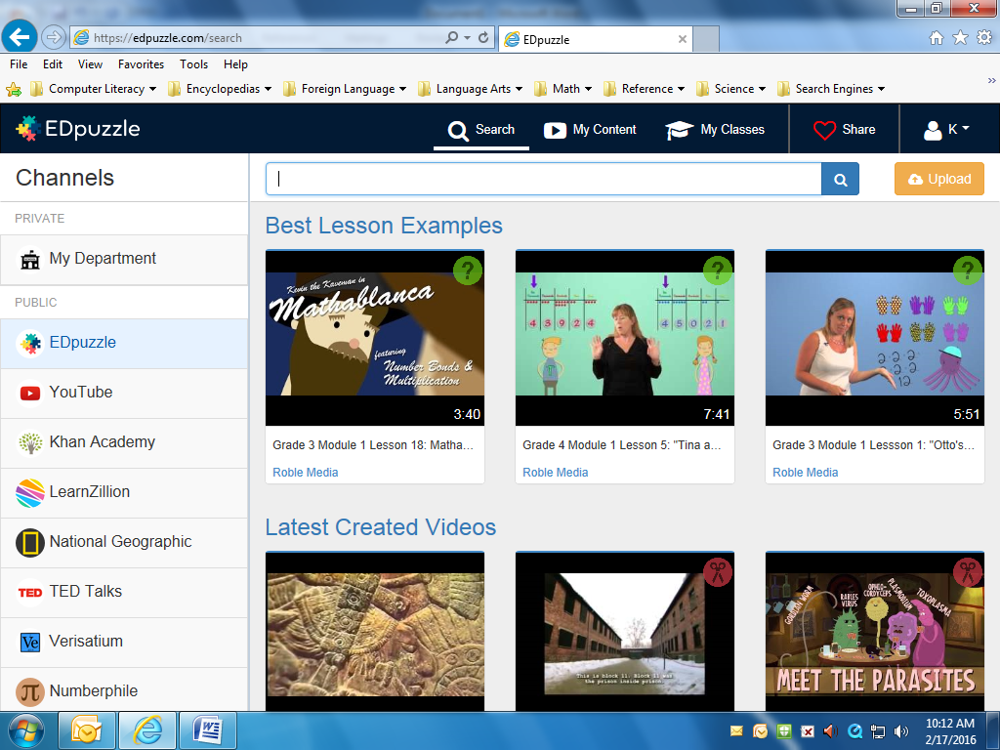 https://edpuzzle.com/search
EDpuzzle
File Edit View Favorites Tools Help
Computer Literacy Encyclopedias Foreign Language Language Arts Math Reference Science Search Engines
EDpuzzle
Search My Content My Classes Share K
Channels
Upload
PRIVATE
My Department
PUBLIC
EDpuzzle
YouTube
Khan Academy
LearnZillion
National Geographic
TED TED Talks
Ve Verisatium
π Numberphile
Best Lesson Examples
Kevin the Kaveman in
Mathablanca
featuring
Number Bonds &
Multiplication
?
3:40
Grade 3 Module 1 Lesson 18: Matha...
Roble Media
4 3 9 2 4
4 5 0 2 1
?
7:41
Grade 4 Module 1 Lesson 5: "Tina a...
Roble Media
?
12
5:51
Grade 3 Module 1 Lessson 1: "Otto's...
Roble Media
Latest Created Videos
This is block 11. Block 11 was
the prison inside prison.
GUINEA WORM
RABIES
VIRUS
OPHIO-
CORDYCEPS
PLASMODIUM
TOXOPLASMA
MEET THE PARASITES
10:12 AM
2/17/2016